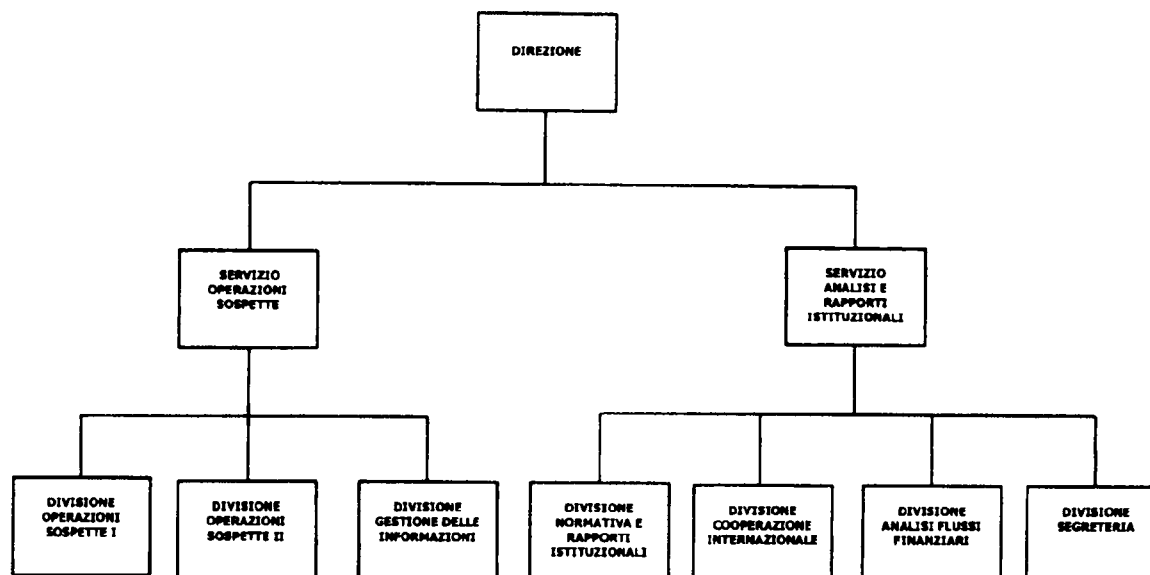 DIREZIONE
SERVIZIO
OPERAZIONI
SOSPETTE
SERVIZIO
ANALISI E
RAPPORTI
ISTITUZIONALI
DIVISIONE
OPERAZIONI
SOSPETTE I
DIVISIONE
OPERAZIONI
SOSPETTE II
DIVISIONE
GESTIONE DELLE
INFORMAZIONI
DIVISIONE
NORMATIVA E
RAPPORTI
ISTITUZIONALI
DIVISIONE
COOPERAZIONE
INTERNAZIONALE
DIVISIONE
ANALISI FLUSSI
FINANZIARI
DIVISIONE
SEGRETERIA